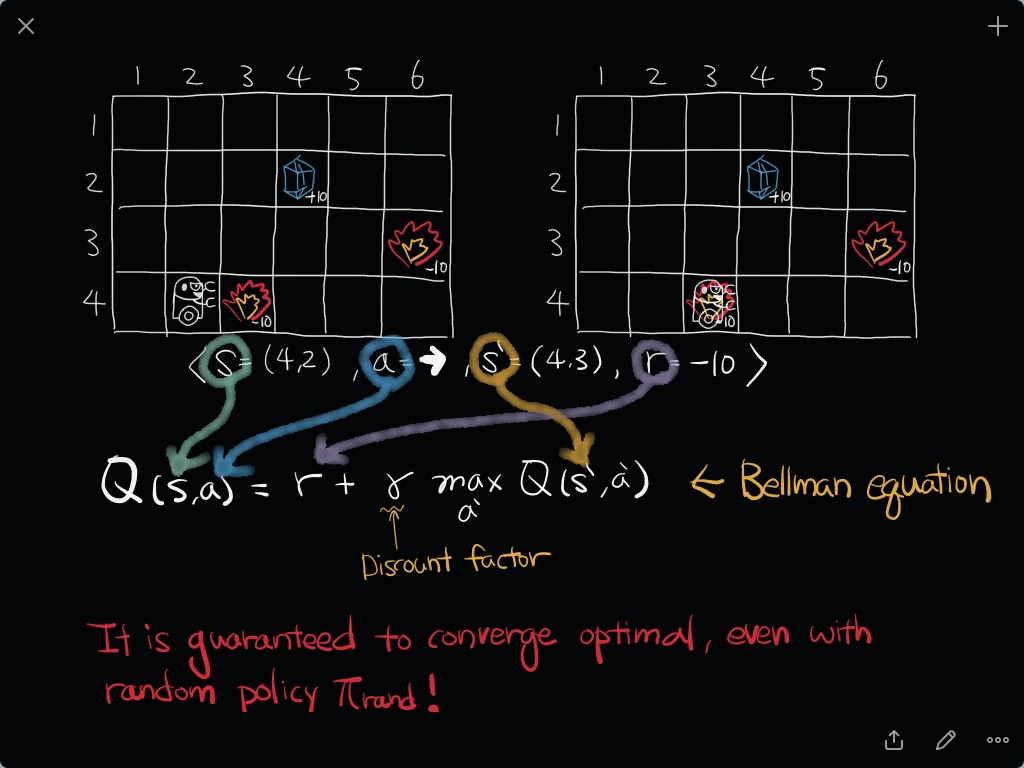 1 2 3 4 5 6 1 2 3 4 5 6
1 1
2 +10 2 +10
3 -10 3 -10
4 -10 4 -10
⟨s=(4,2), a=→, s`=(4,3), r=-10⟩
Q(s,a) = r + γ max Q(s`,a`) ← Bellman equation
a`
Discount factor
It is guaranteed to converge optimal, even with
random policy πrand!